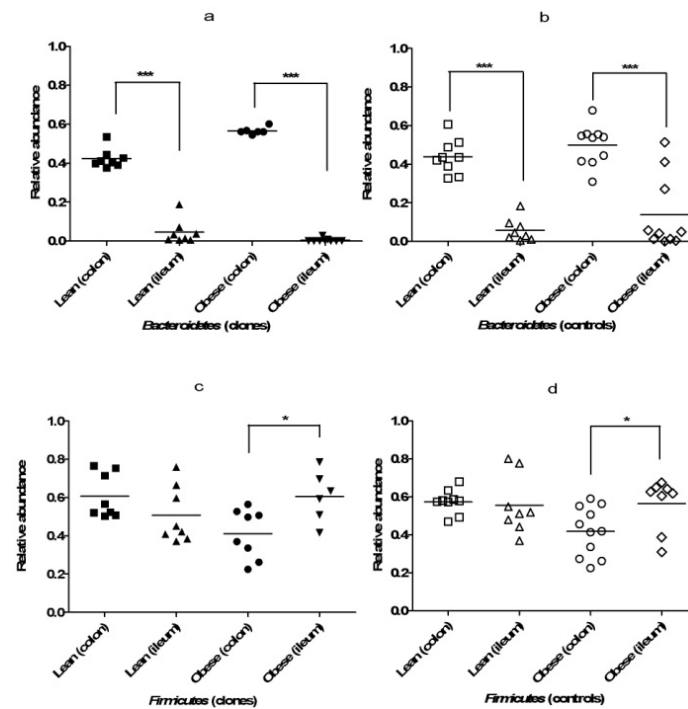 a
b
1.0
0.8
0.6
0.4
0.2
0.0
Relative abundance
***
***
Lean (colon)
Lean (ileum)
Obese (colon)
Obese (ileum)
Bacteroidates (clones)
1.0
0.8
0.6
0.4
0.2
0.0
Relative abundance
***
***
Lean (colon)
Lean (ileum)
Obese (colon)
Obese (ileum)
Bacteroidates (controls)
c
d
1.0
0.8
0.6
0.4
0.2
0.0
Relative abundance
*
Lean (colon)
Lean (ileum)
Obese (colon)
Obese (ileum)
Firmicutes (clones)
1.0
0.8
0.6
0.4
0.2
0.0
Relative abundance
*
Lean (colon)
Lean (ileum)
Obese (colon)
Obese (ileum)
Firmicutes (controls)